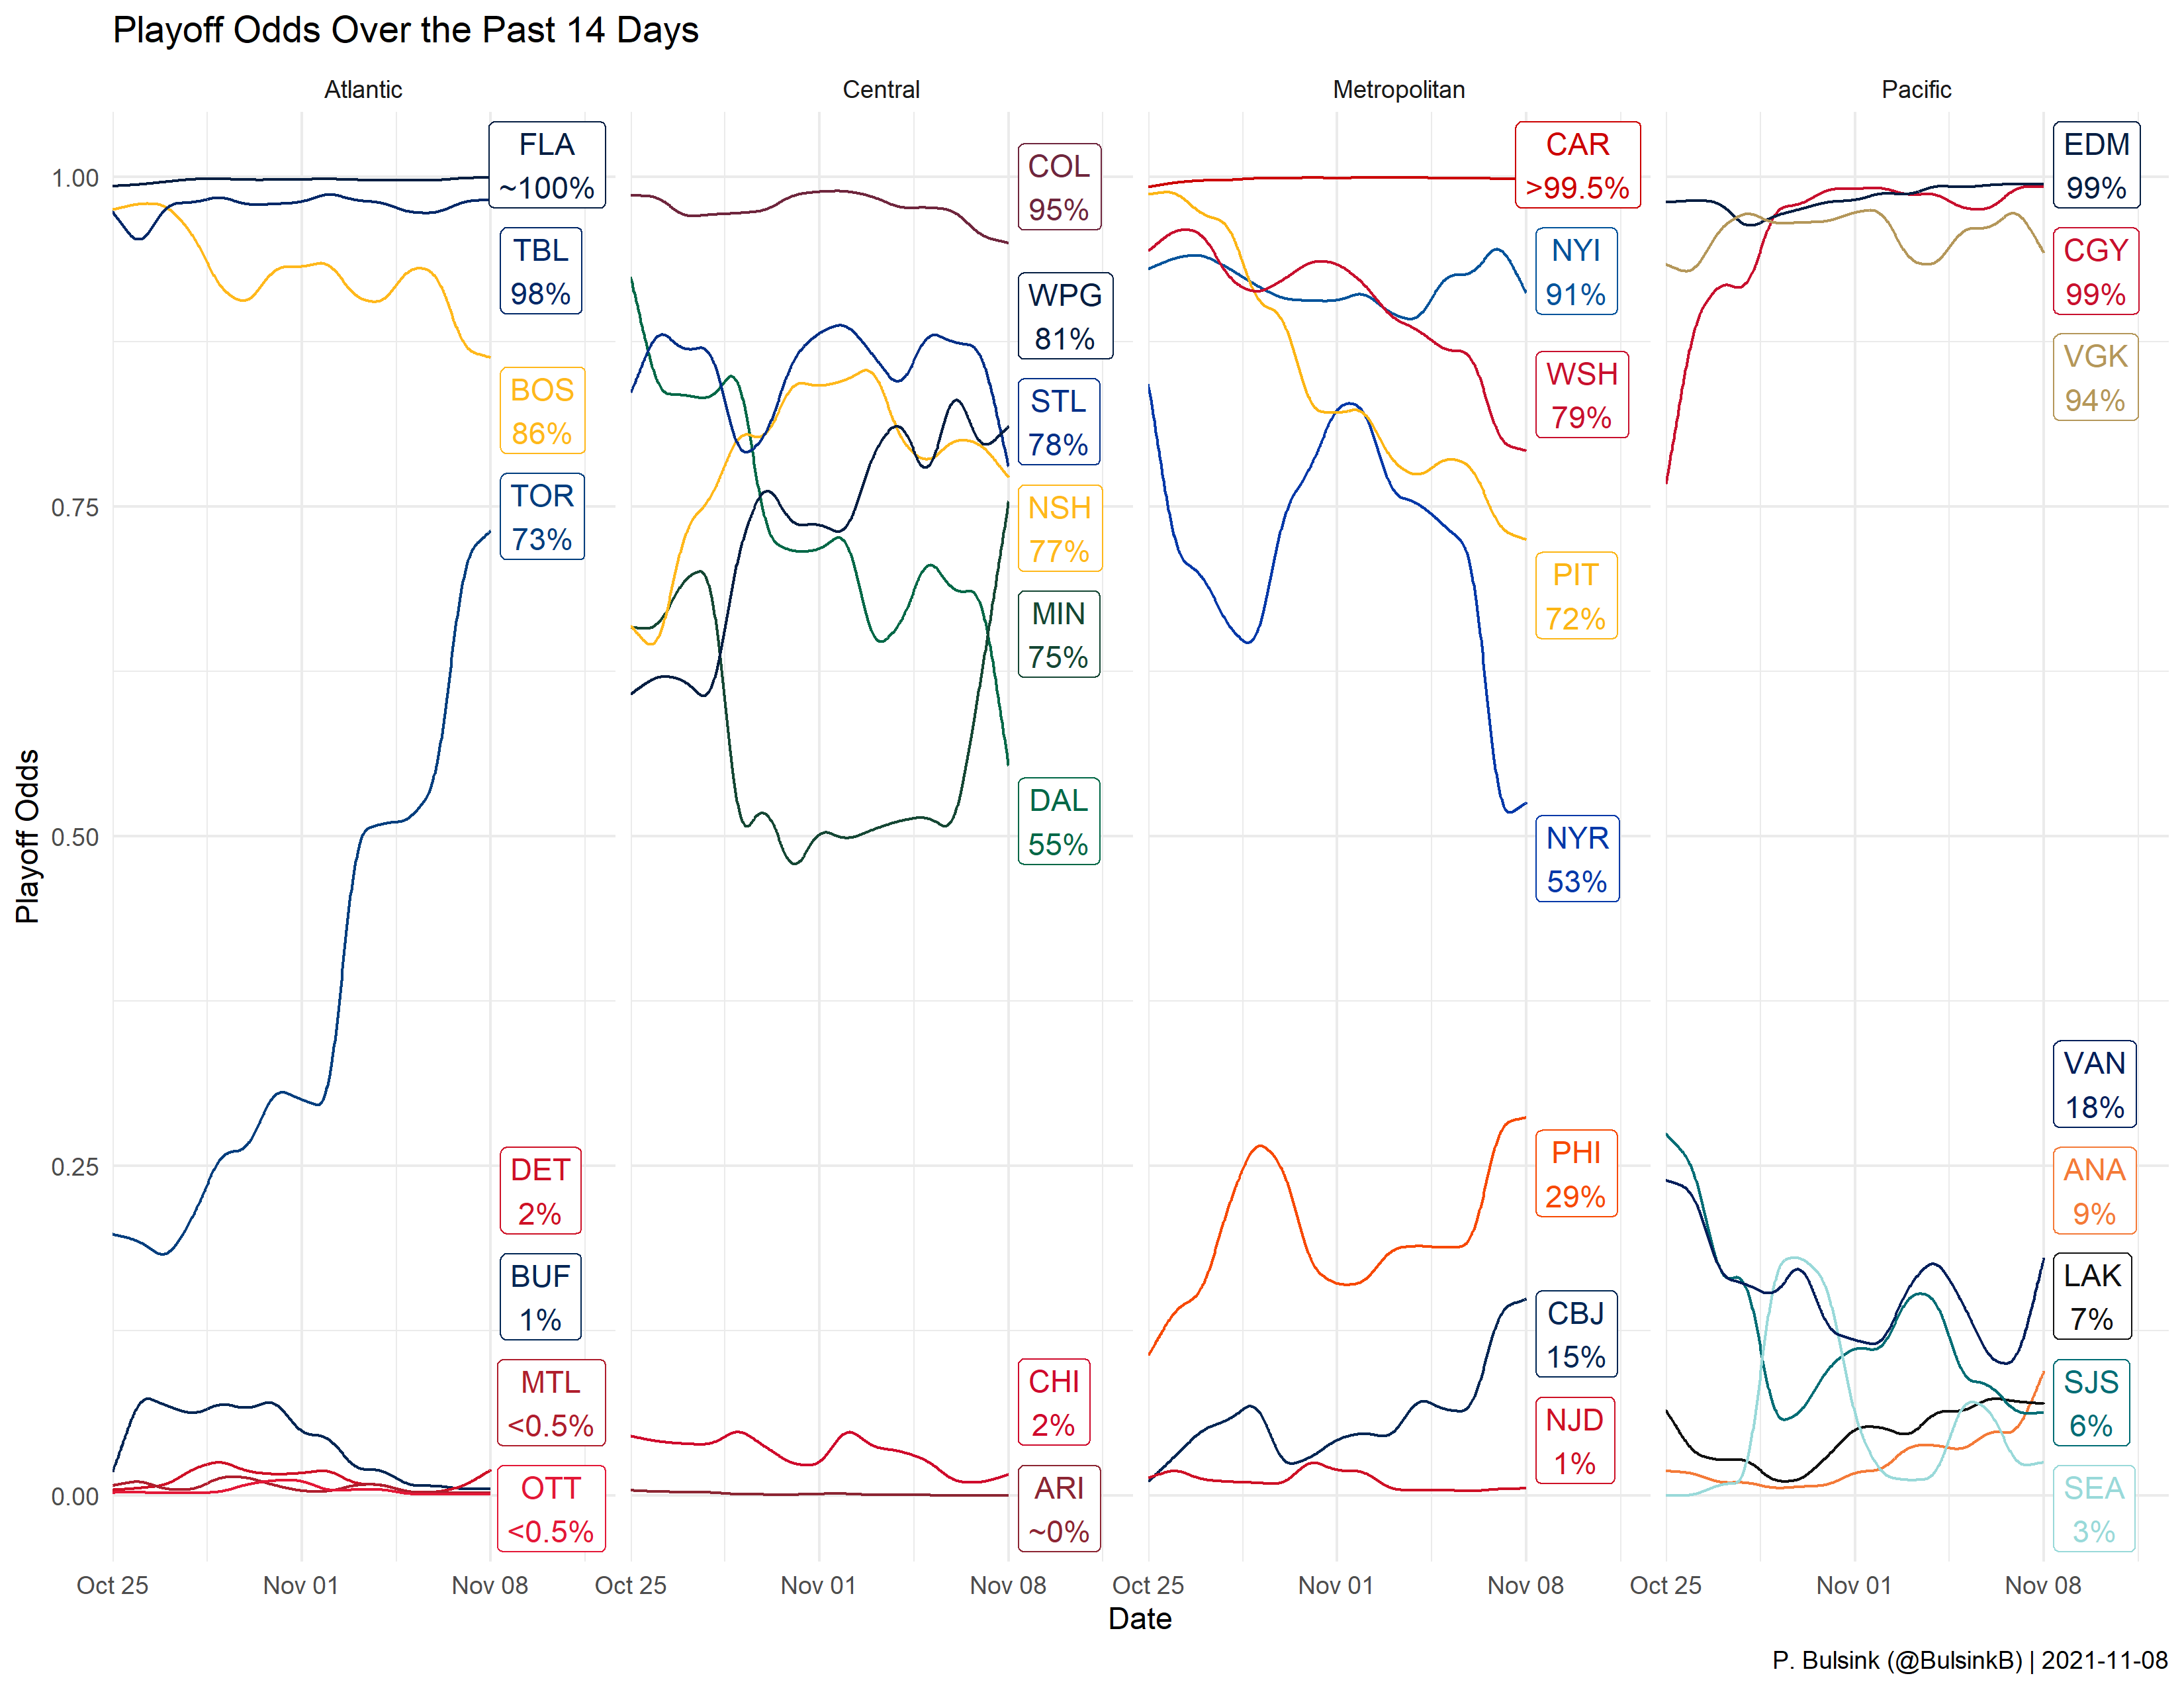 Playoff Odds Over the Past 14 Days
Atlantic
Central
Metropolitan
Pacific
Playoff Odds
1.00
0.75
0.50
0.25
0.00
FLA
~100%
TBL
98%
BOS
86%
TOR
73%
DET
2%
BUF
1%
MTL
<0.5%
OTT
<0.5%
COL
95%
WPG
81%
STL
78%
NSH
77%
MIN
75%
DAL
55%
CHI
2%
ARI
~0%
CAR
>99.5%
NYI
91%
WSH
79%
PIT
72%
NYR
53%
PHI
29%
CBJ
15%
NJD
1%
EDM
99%
CGY
99%
VGK
94%
VAN
18%
ANA
9%
LAK
7%
SJS
6%
SEA
3%
Oct 25 Nov 01 Nov 08 Oct 25 Nov 01 Nov 08 Oct 25 Nov 01 Nov 08 Oct 25 Nov 01 Nov 08
Date
P. Bulsink (@BulsinkB) | 2021-11-08